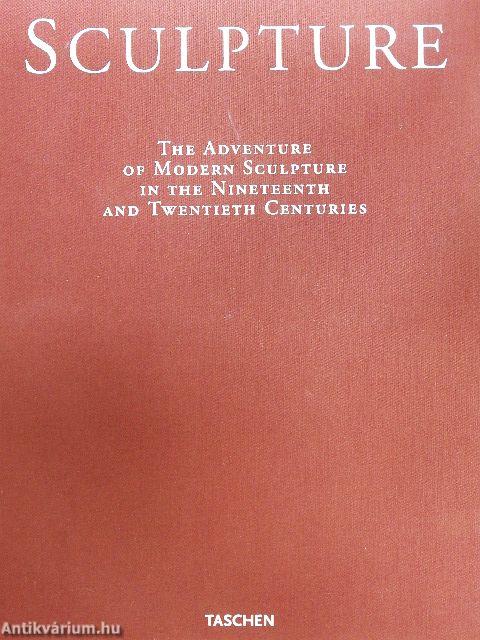 SCULPTURE
THE ADVENTURE
OF MODERN SCULPTURE
IN THE NINETEENTH
AND TWENTIETH CENTURIES
TASCHEN
Antikvárium.hu